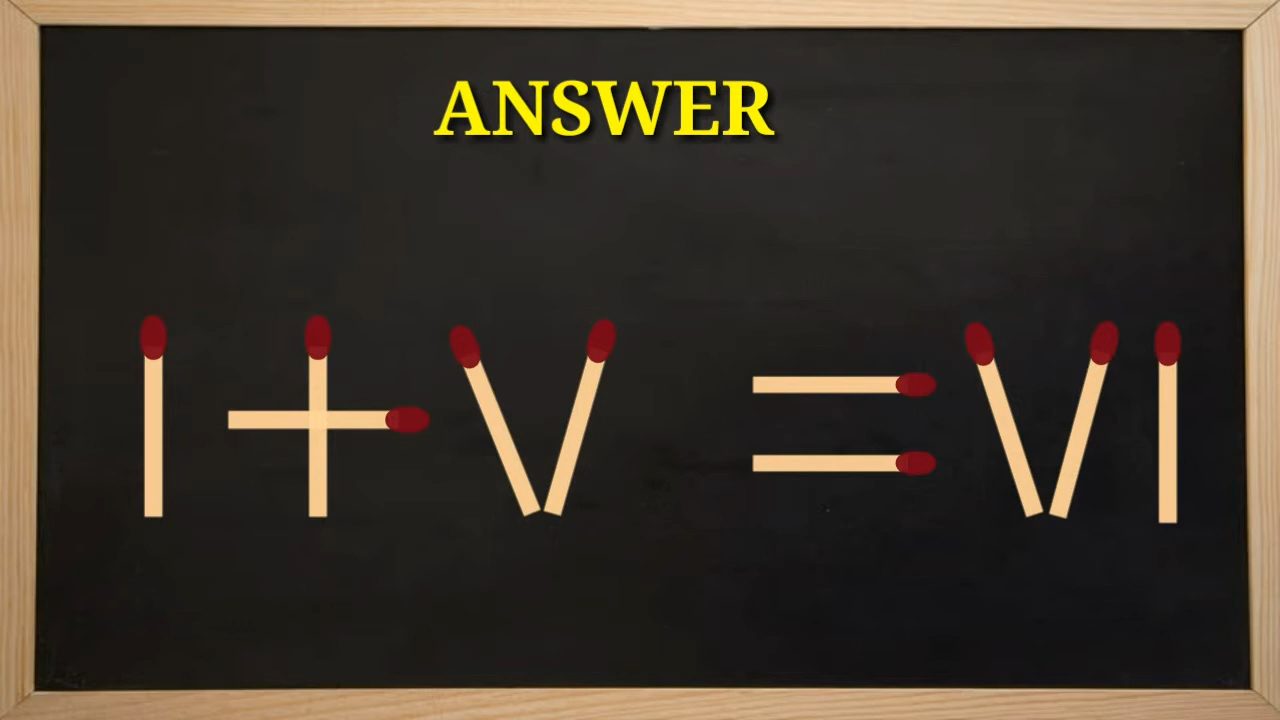 ANSWER
I + V = VI